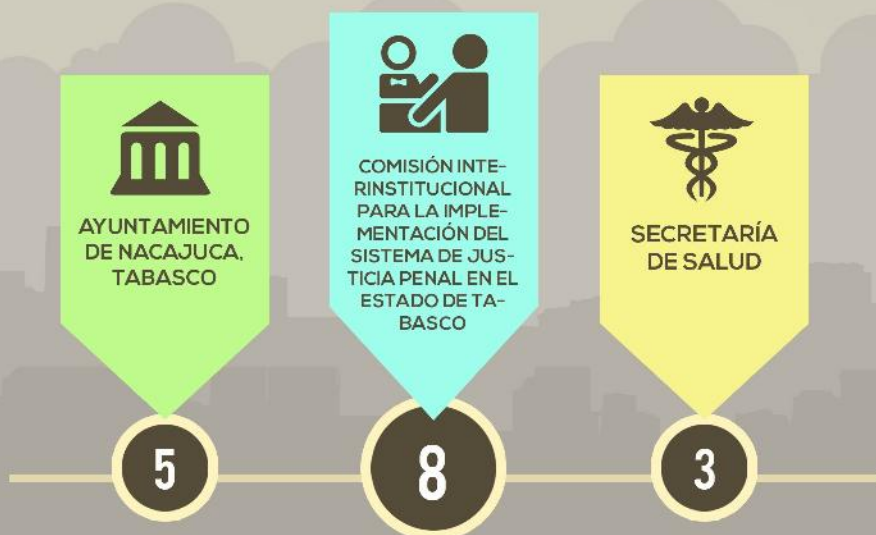 AYUNTAMIENTO
DE NACAJUCA,
TABASCO
5
COMISIÓN INTE-
RINSTITUCIONAL
PARA LA IMPLE-
MENTACIÓN DEL
SISTEMA DE JUS-
TICIA PENAL EN EL
ESTADO DE TA-
BASCO
8
SECRETARÍA
DE SALUD
3